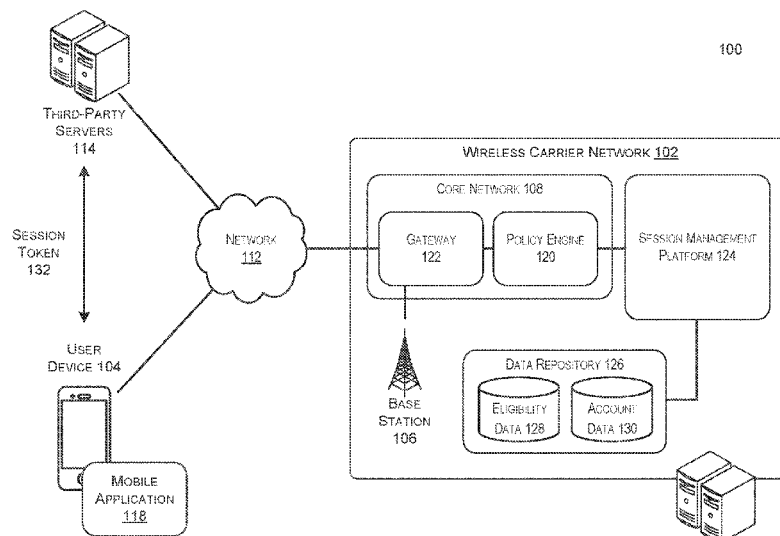 100
THIRD-PARTY
SERVERS
114
SESSION
TOKEN
132
USER
DEVICE 104
MOBILE
APPLICATION
118
NETWORK
112
WIRELESS CARRIER NETWORK 102
CORE NETWORK 108
GATEWAY
122
POLICY ENGINE
120
SESSION MANAGEMENT
PLATFORM 124
BASE
STATION
106
DATA REPOSITORY 126
ELIGIBILITY
DATA 128
ACCOUNT
DATA 130